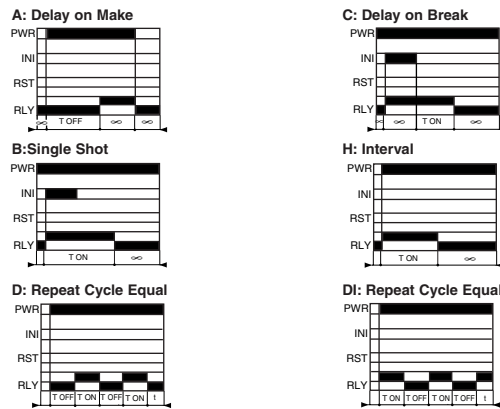 A: Delay on Make
PWR
INI
RST
RLY
∞ T OFF ∞ ∞
C: Delay on Break
PWR
INI
RST
RLY
∞ ∞ T ON ∞
B:Single Shot
PWR
INI
RST
RLY
T ON ∞
H: Interval
PWR
INI
RST
RLY
T ON ∞
D: Repeat Cycle Equal
PWR
INI
RST
RLY
T OFF T ON T OFF T ON t
DI: Repeat Cycle Equal
PWR
INI
RST
RLY
T ON T OFF T ON T OFF t